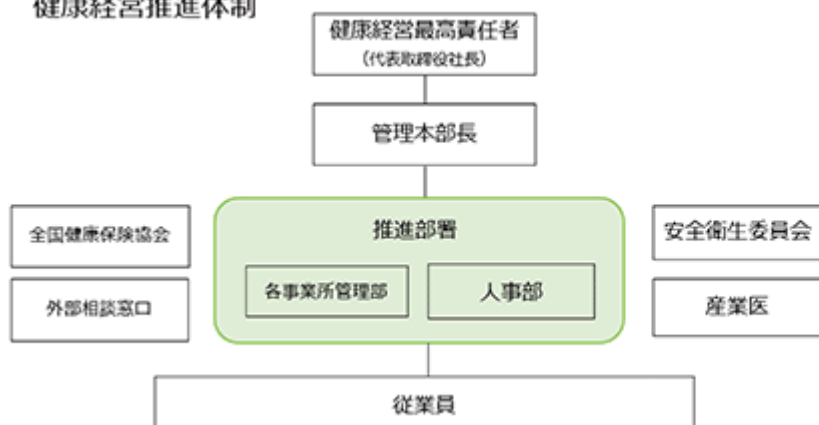 健康経営推進体制
健康経営最高責任者
（代表取締役社長）
管理本部長
全国健康保険協会
外部相談窓口
推進部署
各事業所管理部
人事部
安全衛生委員会
産業医
従業員